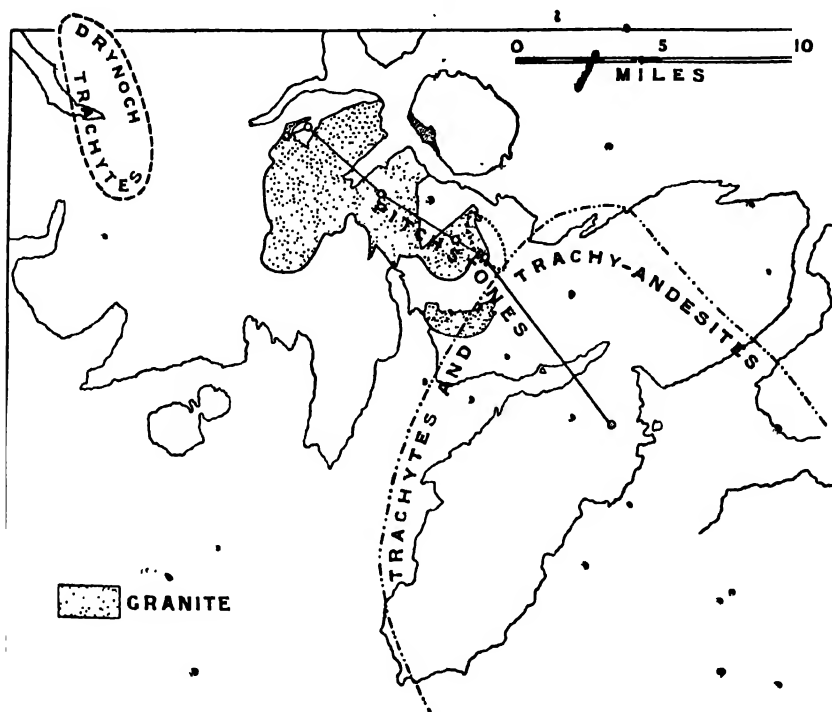 DRYNOCH
TRACHYTES
0 5 10
MILES
PITCHSTONES
TRACHY-ANDESITES
TRACHYTES AND
GRANITE